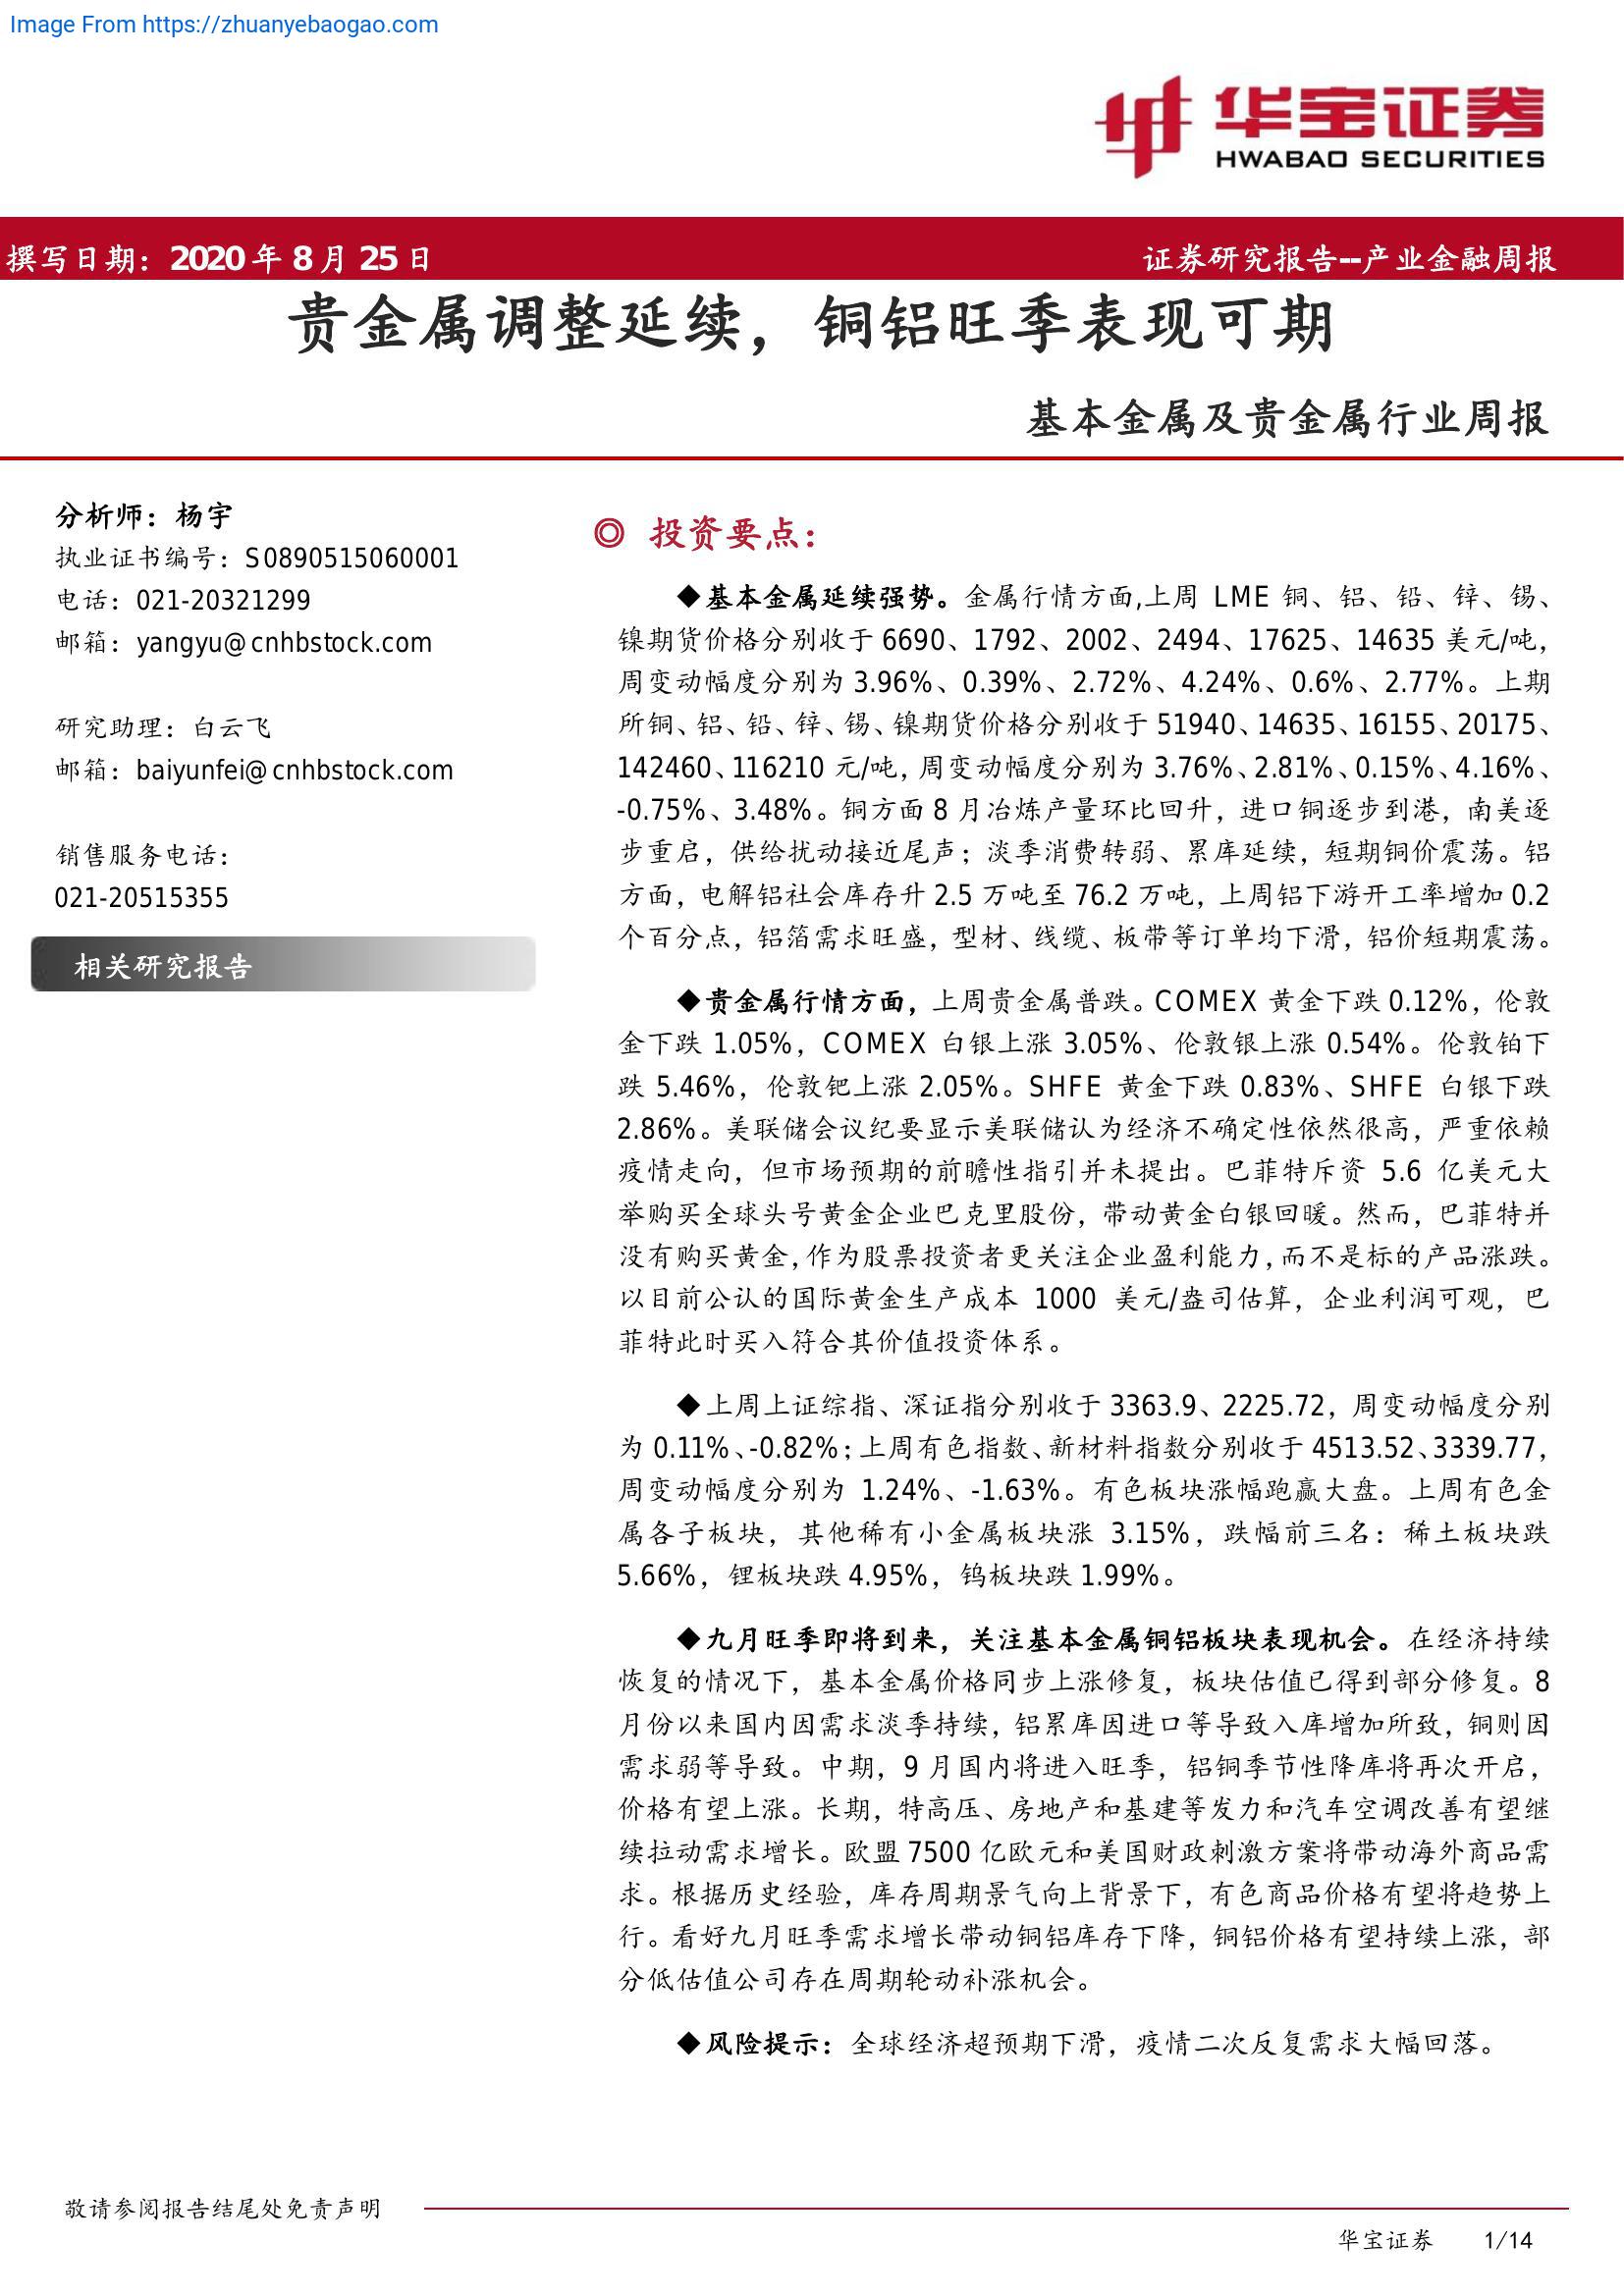 Image From https://zhuanyebaogao.com
华宝证券
HWABAO SECURITIES
撰写日期：2020 年 8 月 25 日
证券研究报告--产业金融周报
贵金属调整延续，铜铝旺季表现可期
基本金属及贵金属行业周报
分析师：杨宇
执业证书编号：S0890515060001
电话：021-20321299
邮箱：yangyu@cnhbstock.com
研究助理：白云飞
邮箱：baiyunfei@cnhbstock.com
销售服务电话：
021-20515355
相关研究报告
◎ 投资要点：
◆基本金属延续强势。金属行情方面,上周 LME 铜、铝、铅、锌、锡、
镍期货价格分别收于 6690、1792、2002、2494、17625、14635 美元/吨，
周变动幅度分别为 3.96%、0.39%、2.72%、4.24%、0.6%、2.77%。上期
所铜、铝、铅、锌、锡、镍期货价格分别收于 51940、14635、16155、20175、
142460、116210 元/吨，周变动幅度分别为 3.76%、2.81%、0.15%、4.16%、
-0.75%、3.48%。铜方面 8 月冶炼产量环比回升，进口铜逐步到港，南美逐
步重启，供给扰动接近尾声；淡季消费转弱、累库延续，短期铜价震荡。铝
方面，电解铝社会库存升 2.5 万吨至 76.2 万吨，上周铝下游开工率增加 0.2
个百分点，铝箔需求旺盛，型材、线缆、板带等订单均下滑，铝价短期震荡。
◆贵金属行情方面，上周贵金属普跌。COMEX 黄金下跌 0.12%，伦敦
金下跌 1.05%，COMEX 白银上涨 3.05%、伦敦银上涨 0.54%。伦敦铂下
跌 5.46%，伦敦钯上涨 2.05%。SHFE 黄金下跌 0.83%、SHFE 白银下跌
2.86%。美联储会议纪要显示美联储认为经济不确定性依然很高，严重依赖
疫情走向，但市场预期的前瞻性指引并未提出。巴菲特斥资 5.6 亿美元大
举购买全球头号黄金企业巴克里股份，带动黄金白银回暖。然而，巴菲特并
没有购买黄金,作为股票投资者更关注企业盈利能力,而不是标的产品涨跌。
以目前公认的国际黄金生产成本 1000 美元/盎司估算，企业利润可观，巴
菲特此时买入符合其价值投资体系。
◆上周上证综指、深证指分别收于 3363.9、2225.72，周变动幅度分别
为 0.11%、-0.82%；上周有色指数、新材料指数分别收于 4513.52、3339.77，
周变动幅度分别为 1.24%、-1.63%。有色板块涨幅跑赢大盘。上周有色金
属各子板块，其他稀有小金属板块涨 3.15%，跌幅前三名：稀土板块跌
5.66%，锂板块跌 4.95%，钨板块跌 1.99%。
◆九月旺季即将到来，关注基本金属铜铝板块表现机会。在经济持续
恢复的情况下，基本金属价格同步上涨修复，板块估值已得到部分修复。8
月份以来国内因需求淡季持续，铝累库因进口等导致入库增加所致，铜则因
需求弱等导致。中期，9 月国内将进入旺季，铝铜季节性降库将再次开启，
价格有望上涨。长期，特高压、房地产和基建等发力和汽车空调改善有望继
续拉动需求增长。欧盟 7500 亿欧元和美国财政刺激方案将带动海外商品需
求。根据历史经验，库存周期景气向上背景下，有色商品价格有望将趋势上
行。看好九月旺季需求增长带动铜铝库存下降，铜铝价格有望持续上涨，部
分低估值公司存在周期轮动补涨机会。
◆风险提示：全球经济超预期下滑，疫情二次反复需求大幅回落。
敬请参阅报告结尾处免责声明
华宝证券 1/14